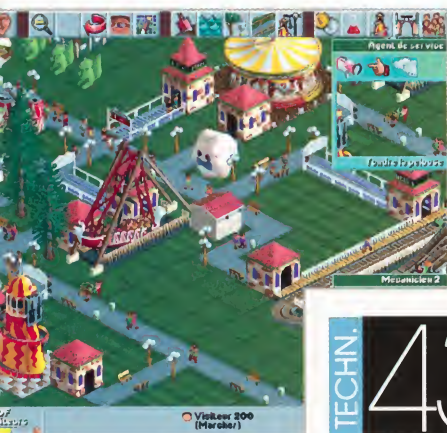 Agent de service
Tondre la pelouse
Mécanicien 2
Visiteur 200
(Marcher)
TECHN.
43